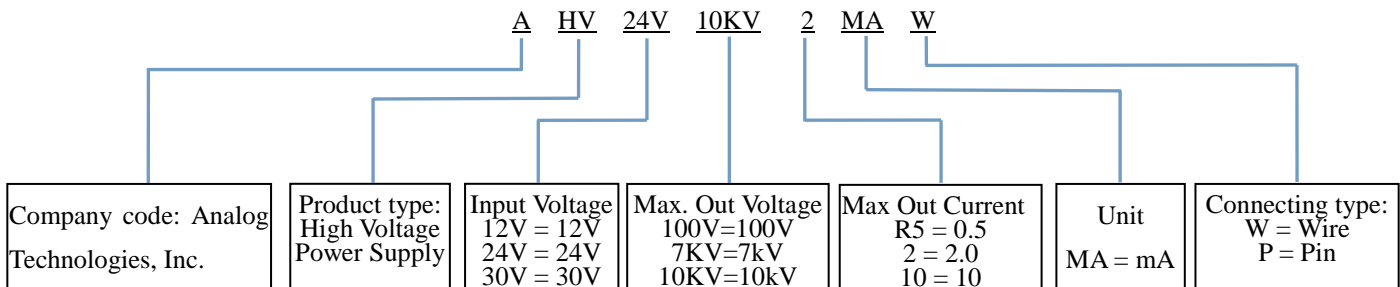 A HV 24V 10KV 2 MA W
Company code: Analog
Technologies, Inc.
Product type:
High Voltage
Power Supply
Input Voltage
12V = 12V
24V = 24V
30V = 30V
Max. Out Voltage
100V=100V
7KV=7kV
10KV=10kV
Max Out Current
R5 = 0.5
2 = 2.0
10 = 10
Unit
MA = mA
Connecting type:
W = Wire
P = Pin